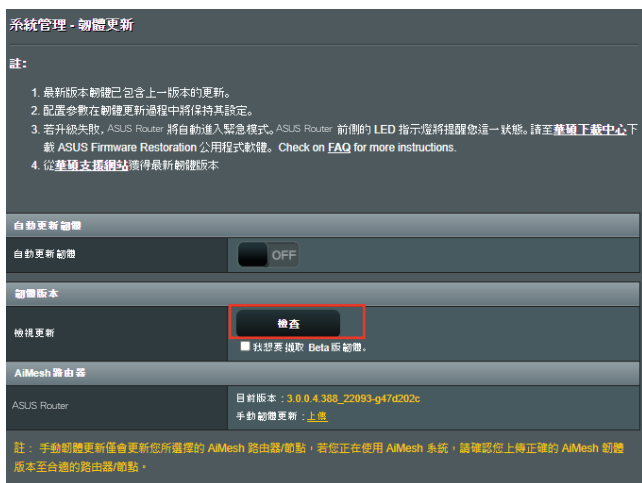 系統管理 - 韌體更新
註:
1. 最新版本韌體已包含上一版本的更新。
2. 配置參數在韌體更新過程中將保持其設定。
3. 若升級失敗, ASUS Router 將自動進入緊急模式。ASUS Router 前側的 LED 指示燈將提醒您這一狀態。請至華碩下載中心下
載 ASUS Firmware Restoration 公用程式軟體。Check on FAQ for more instructions.
4. 從華碩支援網站獲得最新韌體版本
自動更新韌體
自動更新韌體 OFF
韌體版本
檢視更新 檢查
我想要擷取 Beta 版韌體。
AiMesh 路由器
ASUS Router 目前版本 : 3.0.0.4.388_22093-g47d202c
手動韌體更新 : 上傳
註： 手動韌體更新僅會更新您所選擇的 AiMesh 路由器/節點，若您正在使用 AiMesh 系統，請確認您上傳正確的 AiMesh 韌體
版本至合適的路由器/節點。